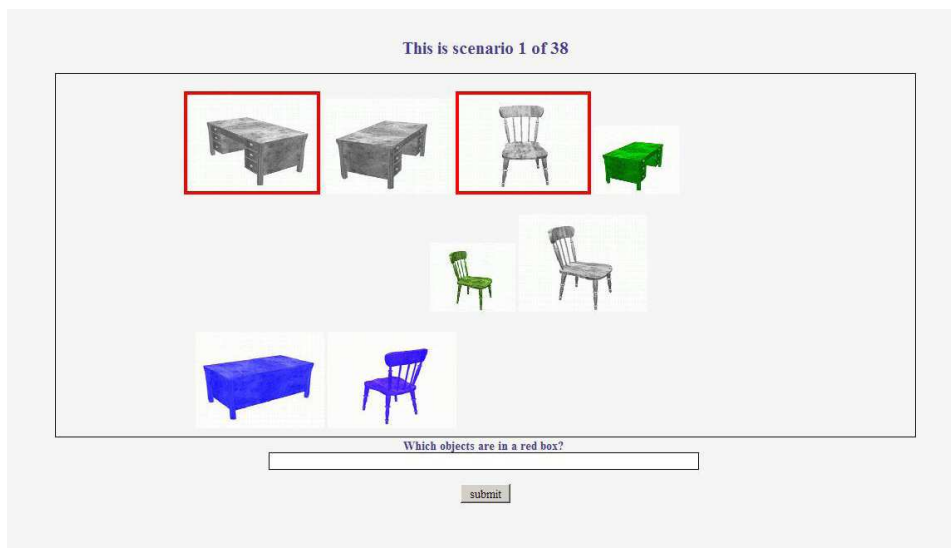 This is scenario 1 of 38
Which objects are in a red box?
submit